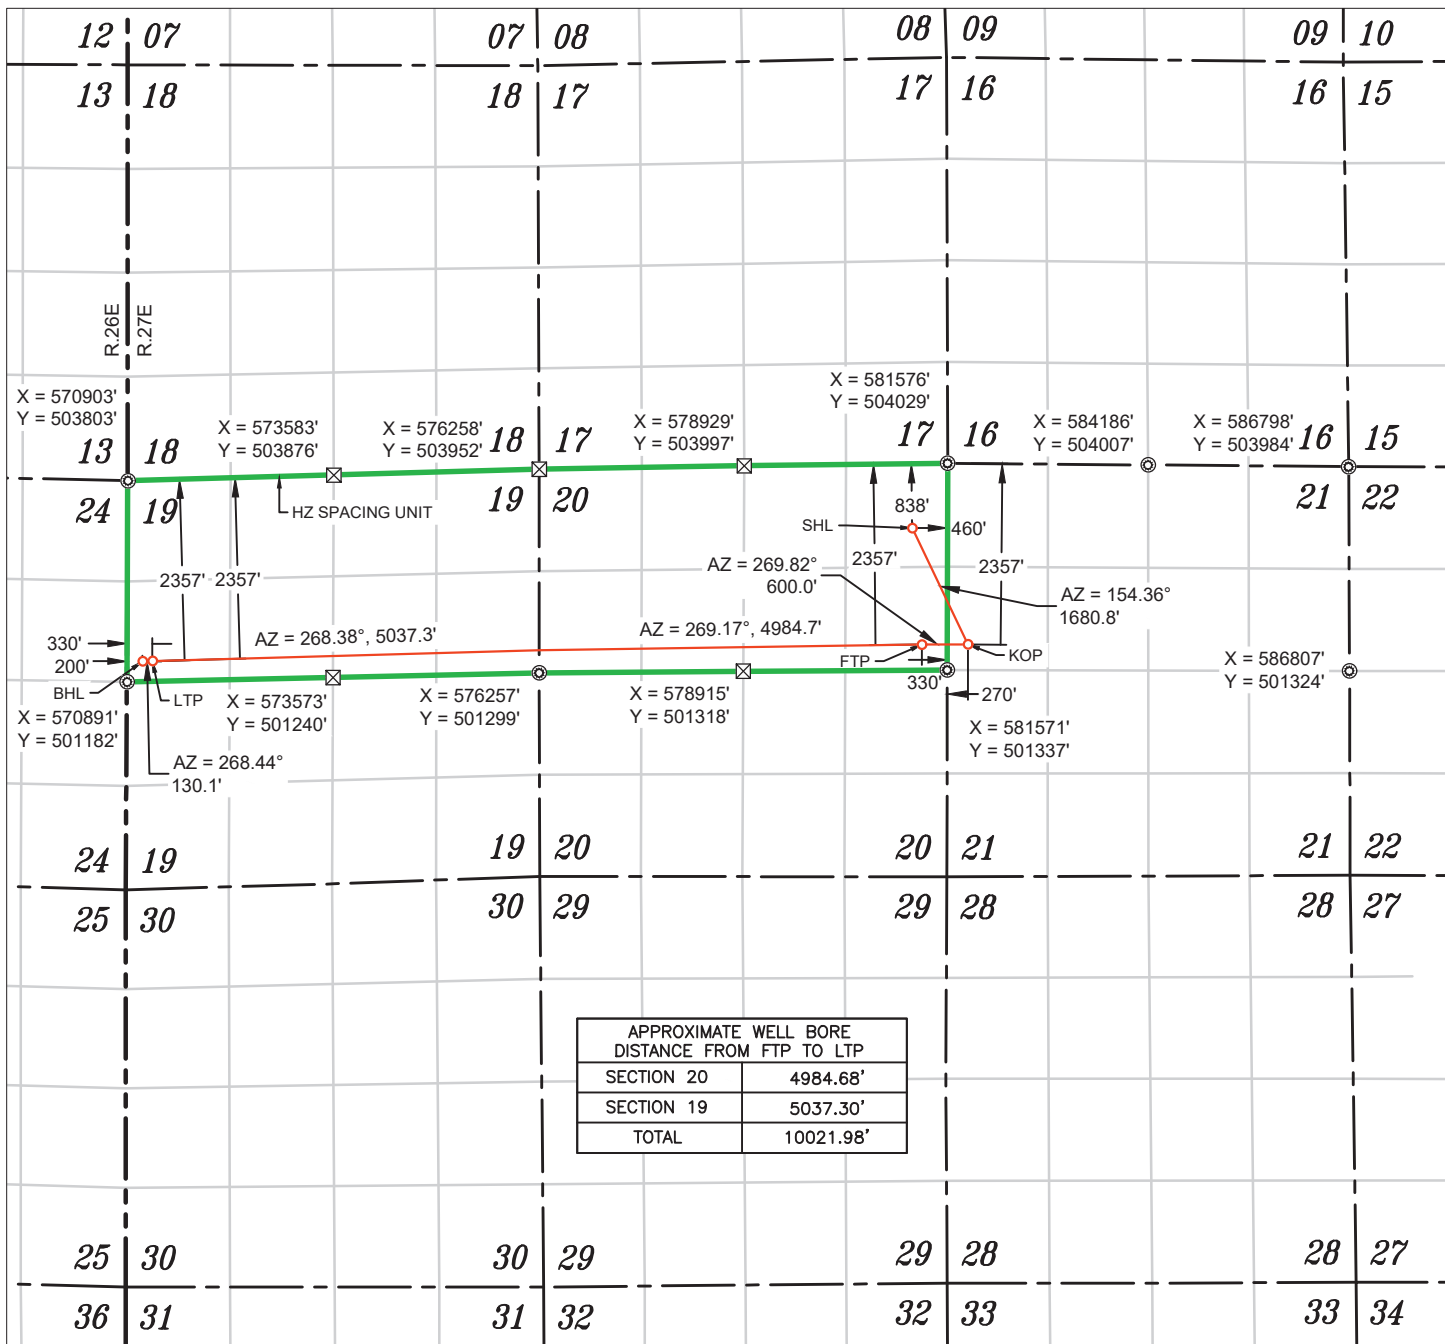 12 07
07 08
08 09
09 10
13 18
18 17
17 16
16 15
R.26E
R.27E
X = 570903'
Y = 503803'
X = 573583'
Y = 503876'
X = 576258'
Y = 503952'
X = 578929'
Y = 503997'
X = 581576'
Y = 504029'
X = 584186'
Y = 504007'
X = 586798'
Y = 503984'
13 18
18 17
17 16
16 15
24 19
19 20
21 22
HZ SPACING UNIT
838'
SHL
460'
2357'
2357'
2357'
2357'
AZ = 269.82°
600.0'
AZ = 154.36°
1680.8'
330'
200'
AZ = 268.38°, 5037.3'
AZ = 269.17°, 4984.7'
FTP
KOP
BHL
LTP
330'
270'
X = 570891'
Y = 501182'
X = 573573'
Y = 501240'
X = 576257'
Y = 501299'
X = 578915'
Y = 501318'
X = 581571'
Y = 501337'
X = 586807'
Y = 501324'
AZ = 268.44°
130.1'
24 19
19 20
20 21
21 22
25 30
30 29
29 28
28 27
APPROXIMATE WELL BORE
DISTANCE FROM FTP TO LTP
SECTION 20 4984.68'
SECTION 19 5037.30'
TOTAL 10021.98'
25 30
30 29
29 28
28 27
36 31
31 32
32 33
33 34